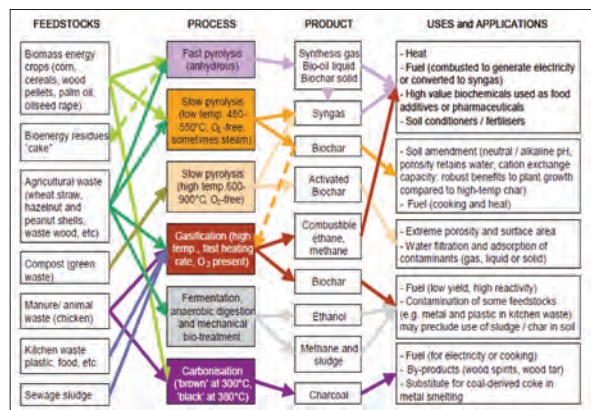 FEEDSTOCKS
PROCESS
PRODUCT
USES and APPLICATIONS
Biomass energy
crops (corn,
cereals, wood
pellets, palm oil,
oilseed rape)
Bioenergy residues
'cake"
Agricultural waste
(wheat straw,
hazelnut and
peanut shells,
waste wood, etc)
Compost (green
waste)
Manure/ animal
waste (chicken)
Kitchen waste
plastic, food, etc
Sewage sludge
Fast pyrolysis
(anhydrous)
Slow pyrolysis
(low temp. 450-
550°C, O2-free,
sometimes steam)
Slow pyrolysis
(high temp.600-
900°C, O2-free)
Gasification (high
temp., fast heating
rate, O2 present)
Fermentation,
anaerobic digestion
and mechanical
bio-treatment
Carbonisation
('brown' at 300°C,
'black' at 380°C)
Synthesis gas
Bio-oil liquid
Biochar solid
Syngas
Biochar
Activated
Biochar
Combustible
ethane,
methane
Biochar
Ethanol
Methane and
sludge
Charcoal
- Heat
- Fuel (combusted to generate electricity
or converted to syngas)
- High value biochemicals used as food
additives or pharmaceuticals
- Soil conditioners / fertilisers
- Soil amendment (neutral / alkaline pH,
porosity retains water, cation exchange
capacity: robust benefits to plant growth
compared to high-temp char)
- Fuel (cooking and heat)
- Extreme porosity and surface area
- Water filtration and adsorption of
contaminants (gas, liquid or solid)
- Fuel (low yield, high reactivity)
- Contamination of some feedstocks
(e.g. metal and plastic in kitchen waste)
may preclude use of sludge / char in soil
- Fuel (for electricity or cooking)
- By-products (wood spirits, wood tar)
- Substitute for coal-derived coke in
metal smelting